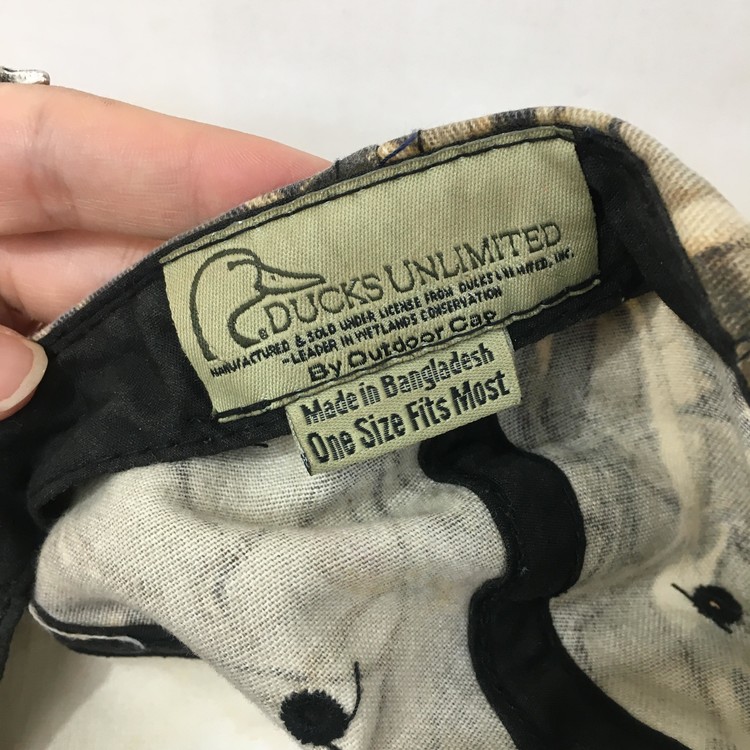 DUCKS UNLIMITED
MANUFACTURED & SOLD UNDER LICENSE FROM DUCKS UNLIMITED, INC.
"LEADER IN WETLANDS CONSERVATION
By Outdoor Cap
Made in Bangladesh
One Size Fits Most